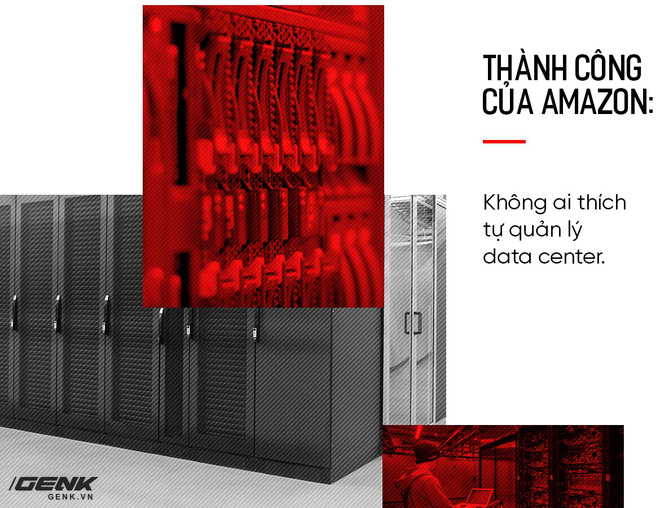 THÀNH CÔNG
CỦA AMAZON:
Không ai thích
tự quản lý
data center.
/GENK
GENK.VN